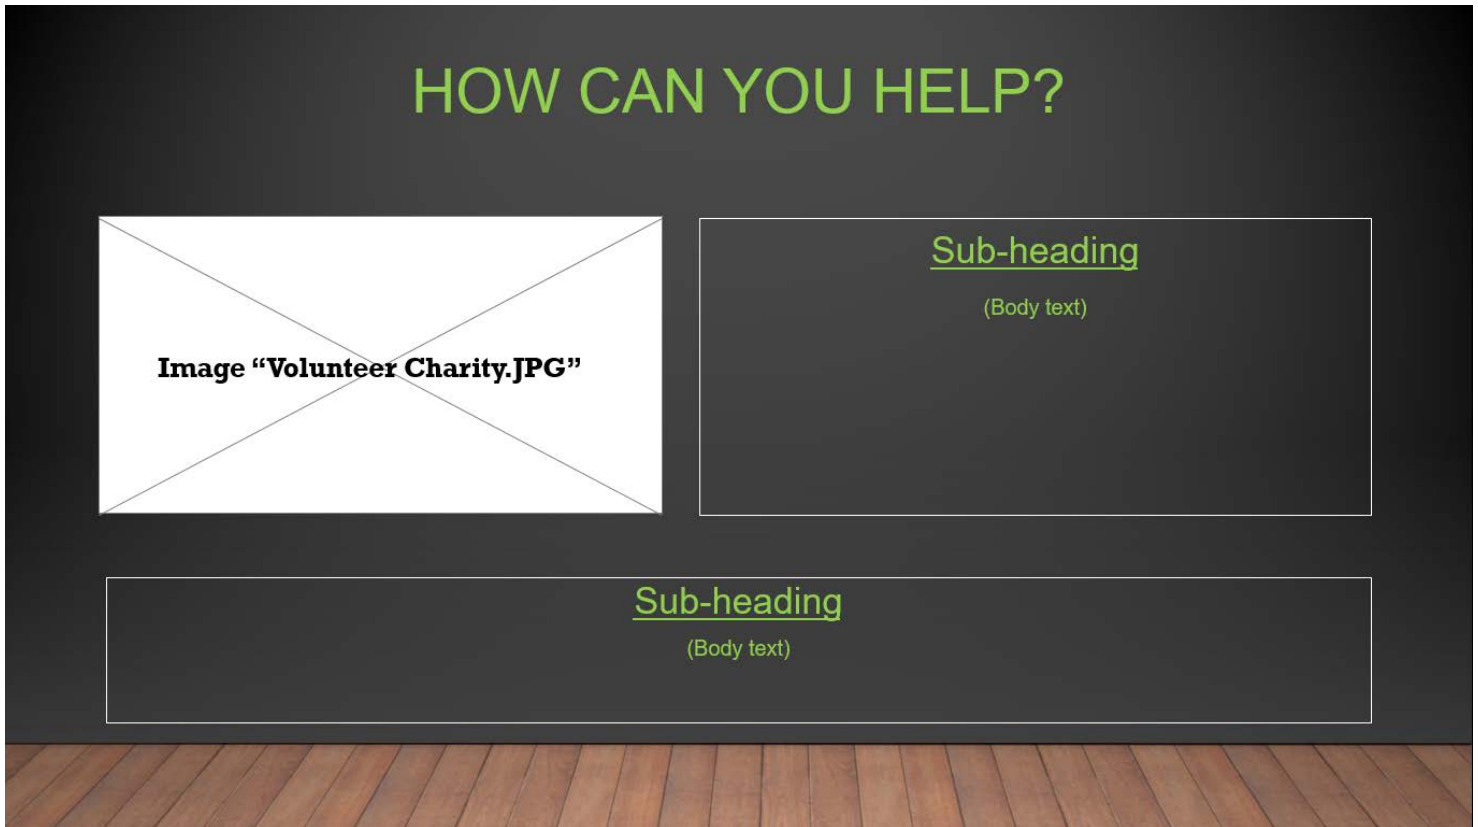 HOW CAN YOU HELP?
Image “Volunteer Charity.JPG”
Sub-heading
(Body text)
Sub-heading
(Body text)